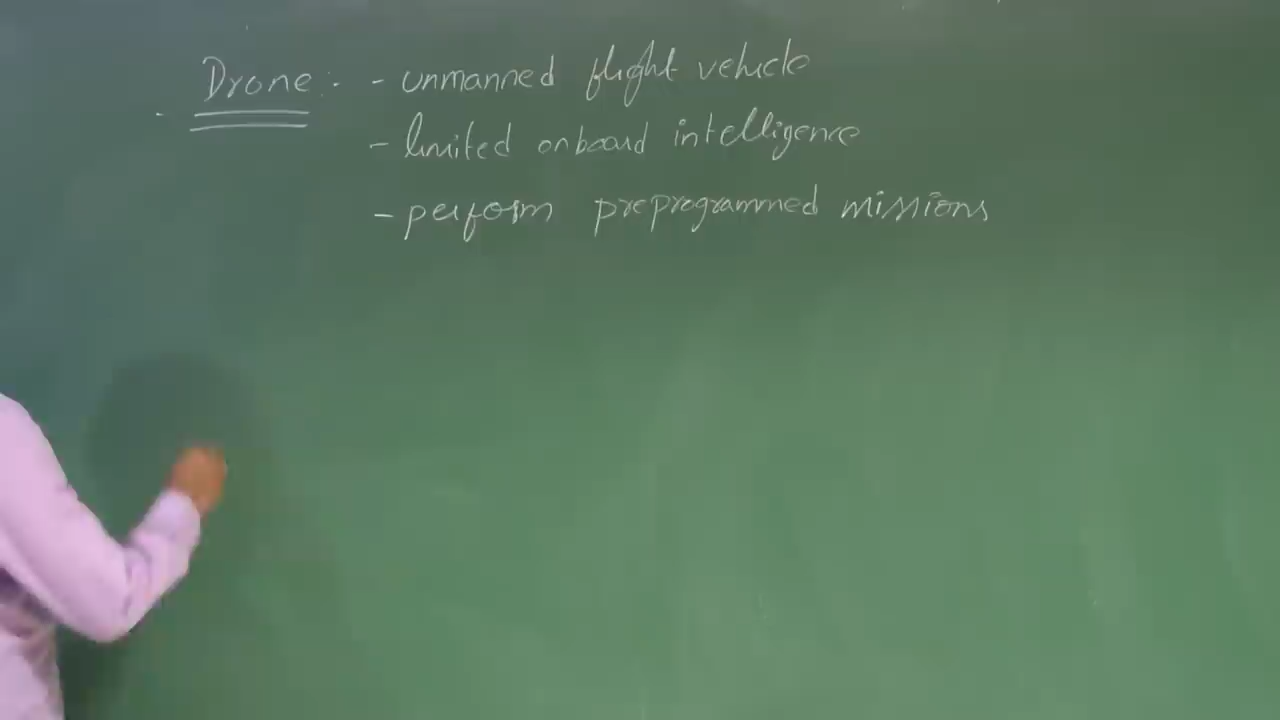 Drone:- - unmanned flight vehicle
- limited onboard intelligence
- perform preprogrammed missions